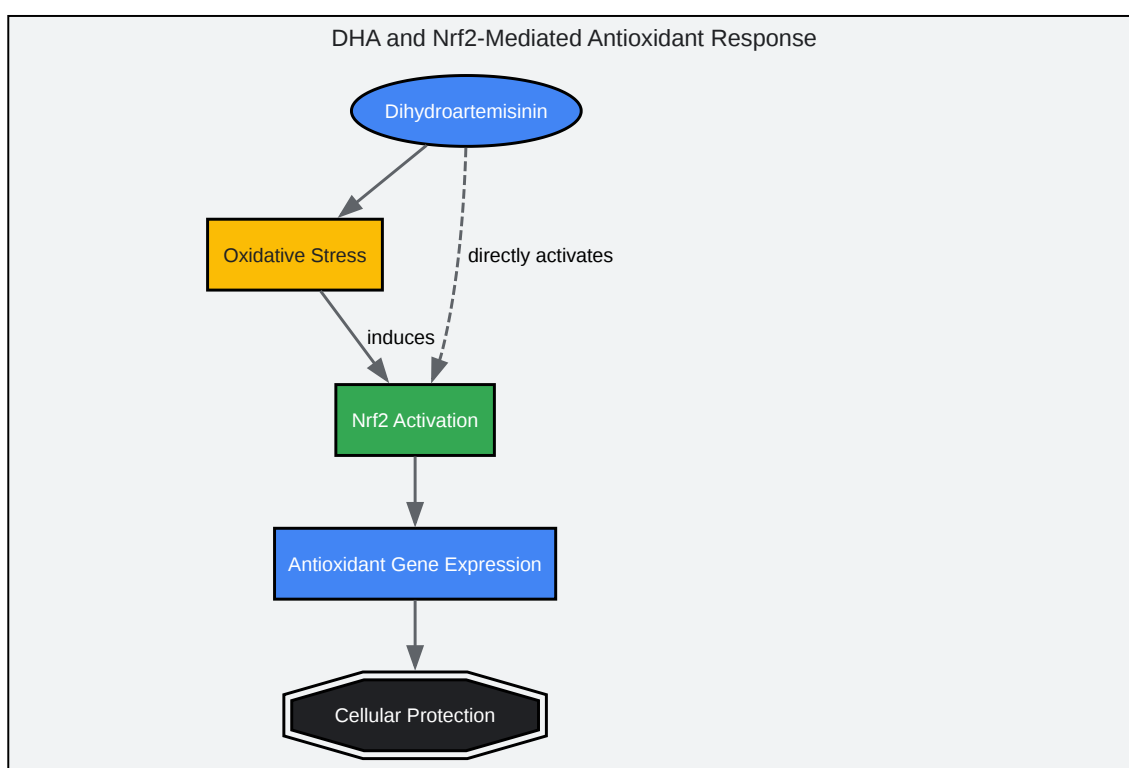 DHA and Nrf2-Mediated Antioxidant Response
Dihydroartemisinin
Oxidative Stress
directly activates
induces
Nrf2 Activation
Antioxidant Gene Expression
Cellular Protection